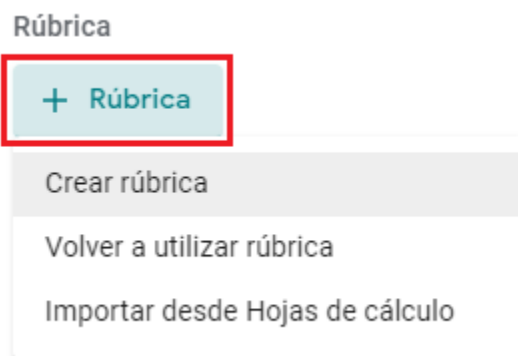 Rúbrica
+ Rúbrica
Crear rúbrica
Volver a utilizar rúbrica
Importar desde Hojas de cálculo